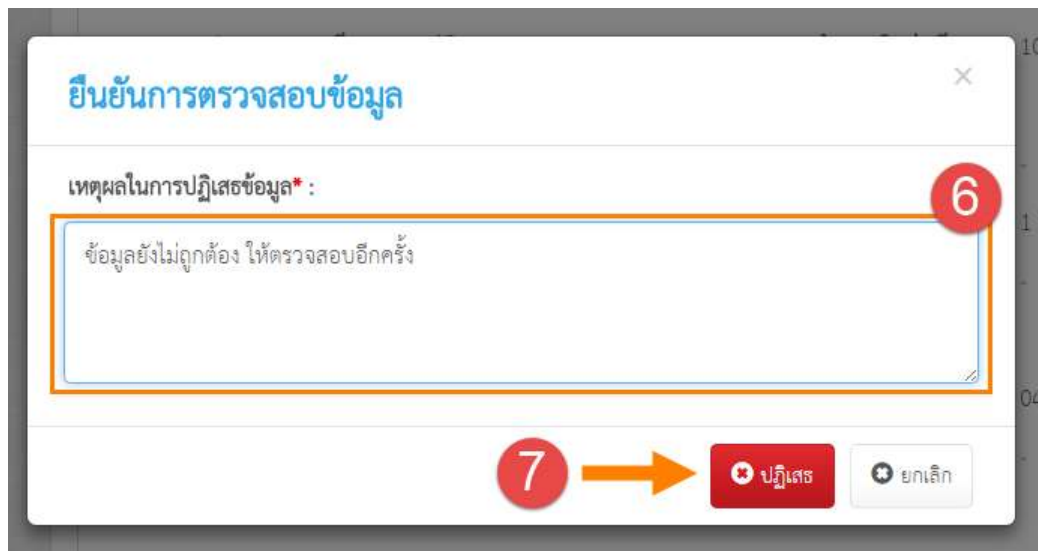 ยืนยันการตรวจสอบข้อมูล
×
เหตุผลในการปฏิเสธข้อมูล* :
6
ข้อมูลยังไม่ถูกต้อง ให้ตรวจสอบอีกครั้ง
7
ปฏิเสธ
ยกเลิก
10
1
04